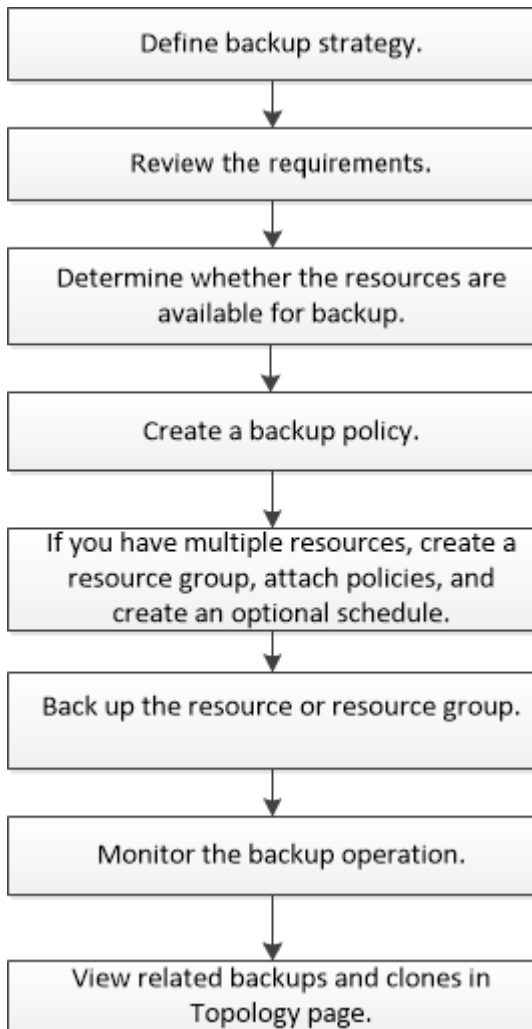 Define backup strategy.
Review the requirements.
Determine whether the resources are
available for backup.
Create a backup policy.
If you have multiple resources, create a
resource group, attach policies, and
create an optional schedule.
Back up the resource or resource group.
Monitor the backup operation.
View related backups and clones in
Topology page.